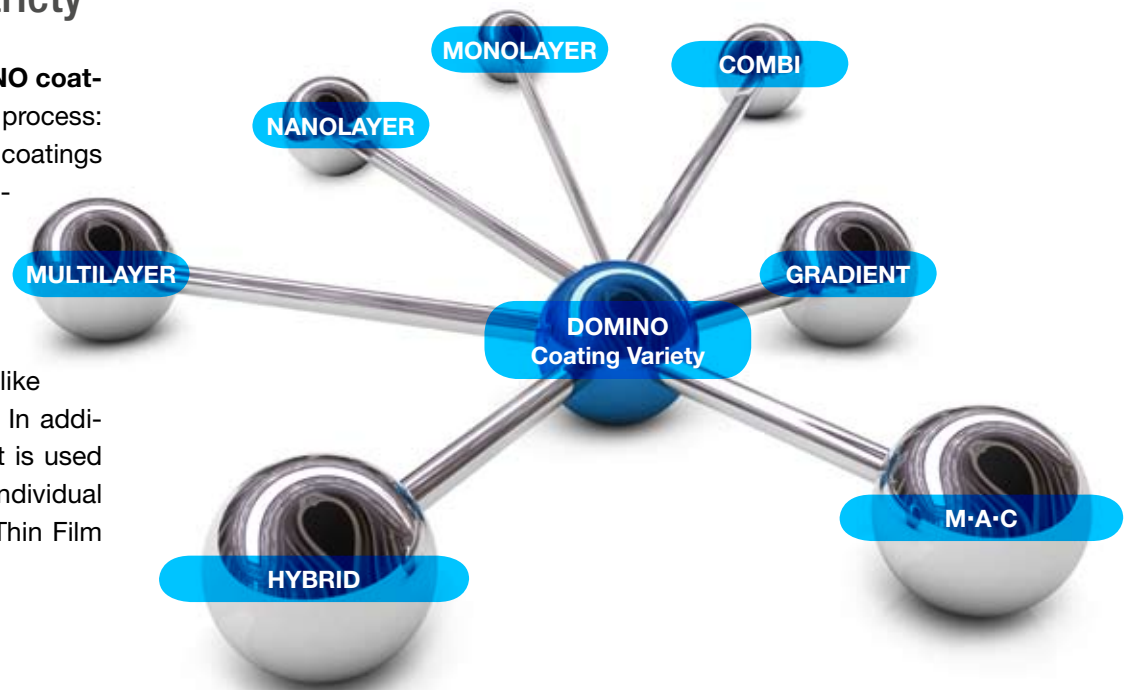 riety
NO coat-
process:
coatings
-
like
In addi-
t is used
ndividual
Thin Film
MONOLAYER
COMBI
NANOLAYER
MULTILAYER
GRADIENT
DOMINO
Coating Variety
M·A·C
HYBRID